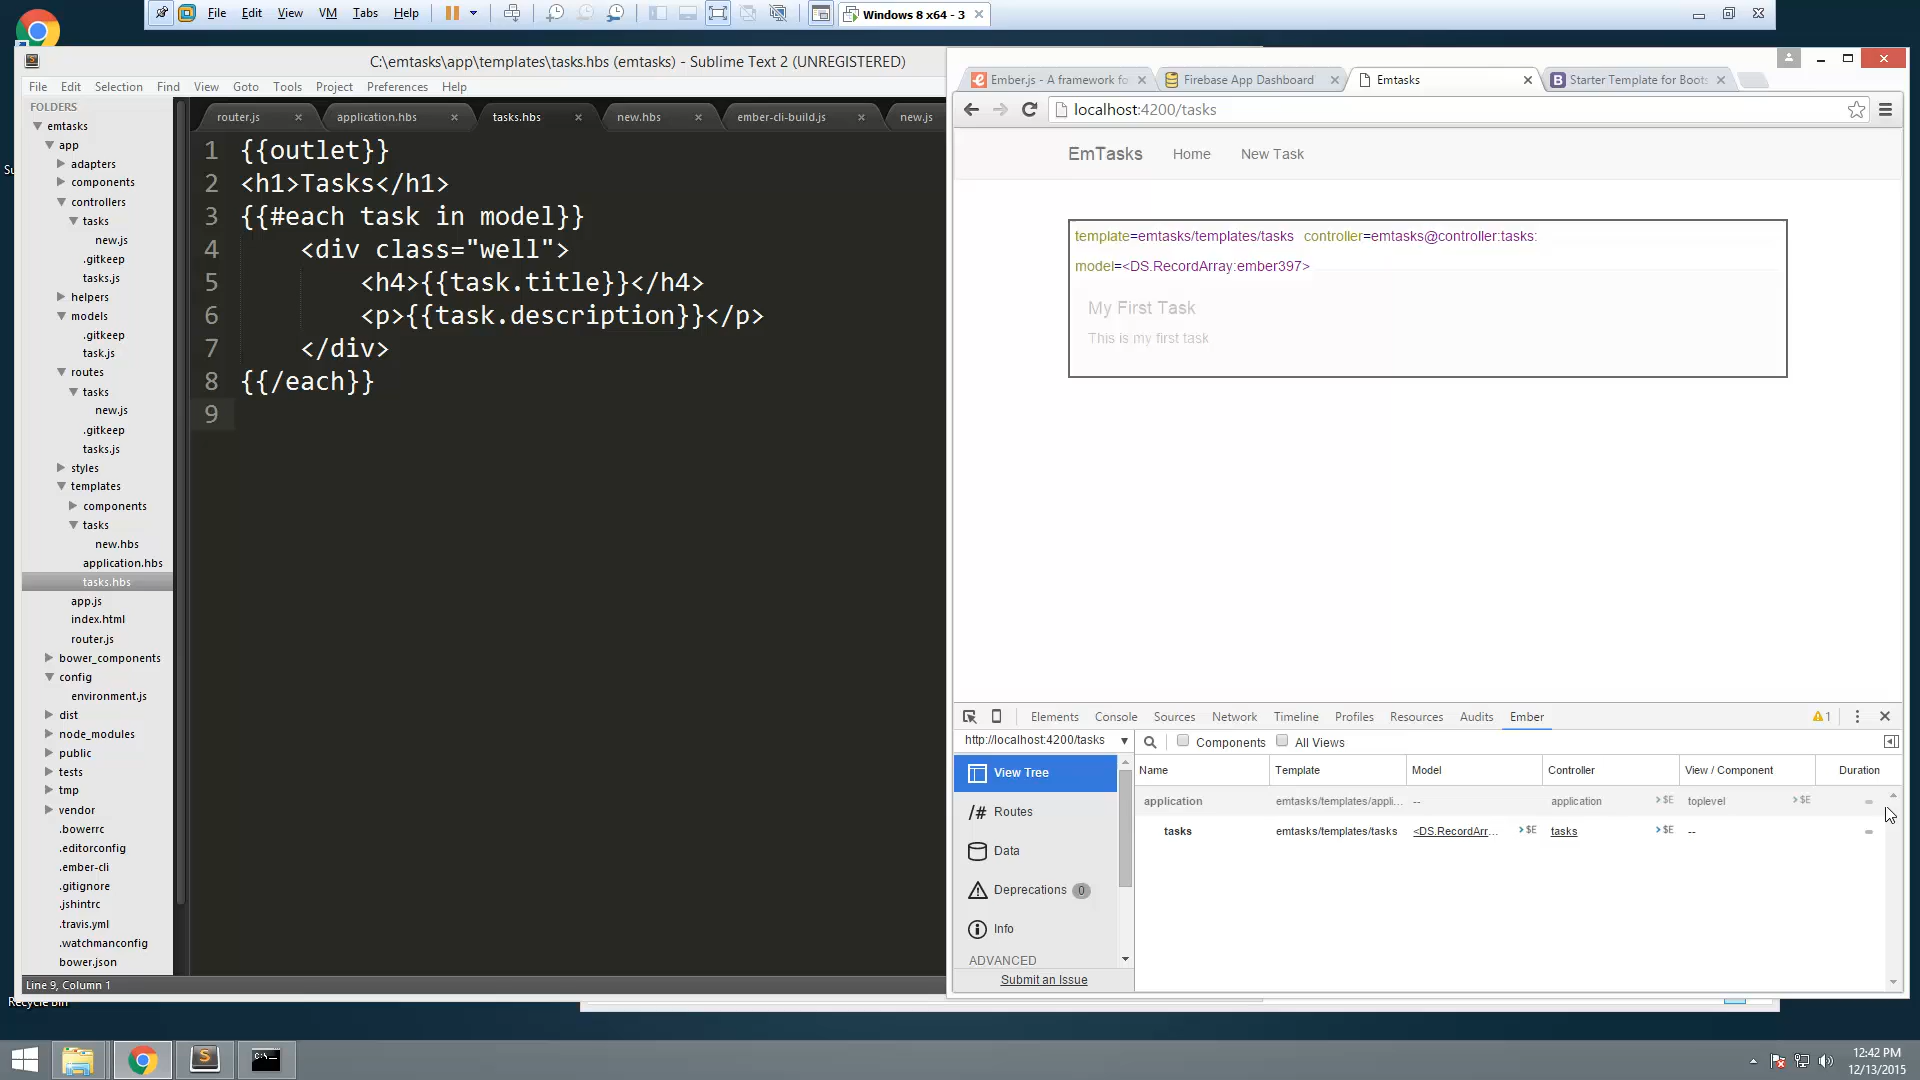 File Edit View VM Tabs Help
Windows 8 x64 - 3
C:\emtasks\app\templates\tasks.hbs (emtasks) - Sublime Text 2 (UNREGISTERED)
File Edit Selection Find View Goto Tools Project Preferences Help
FOLDERS
emtasks
app
adapters
components
controllers
tasks
new.js
.gitkeep
tasks.js
helpers
models
.gitkeep
task.js
routes
tasks
new.js
.gitkeep
tasks.js
styles
templates
components
tasks
new.hbs
application.hbs
tasks.hbs
app.js
index.html
router.js
bower_components
config
environment.js
dist
node_modules
public
tests
tmp
vendor
.bowerrc
.editorconfig
.ember-cli
.gitignore
.jshintrc
.travis.yml
.watchmanconfig
bower.json
router.js application.hbs tasks.hbs new.hbs ember-cli-build.js new.js
1 {{outlet}}
2 <h1>Tasks</h1>
3 {{#each task in model}}
4 <div class="well">
5 <h4>{{task.title}}</h4>
6 <p>{{task.description}}</p>
7 </div>
8 {{/each}}
9
Line 9, Column 1
Recycle Bin
Ember.js - A framework fo Firebase App Dashboard Emtasks Starter Template for Boots
localhost:4200/tasks
EmTasks Home New Task
template=emtasks/templates/tasks controller=emtasks@controller:tasks:
model=<DS.RecordArray:ember397>
My First Task
This is my first task
Elements Console Sources Network Timeline Profiles Resources Audits Ember 1
http://localhost:4200/tasks Components All Views
View Tree
/# Routes
Data
Deprecations 0
Info
ADVANCED
Submit an Issue
Name Template Model Controller View / Component Duration
application emtasks/templates/appli... -- application >$E toplevel >$E
tasks emtasks/templates/tasks <DS.RecordArr... >$E tasks >$E --
12:42 PM
12/13/2015